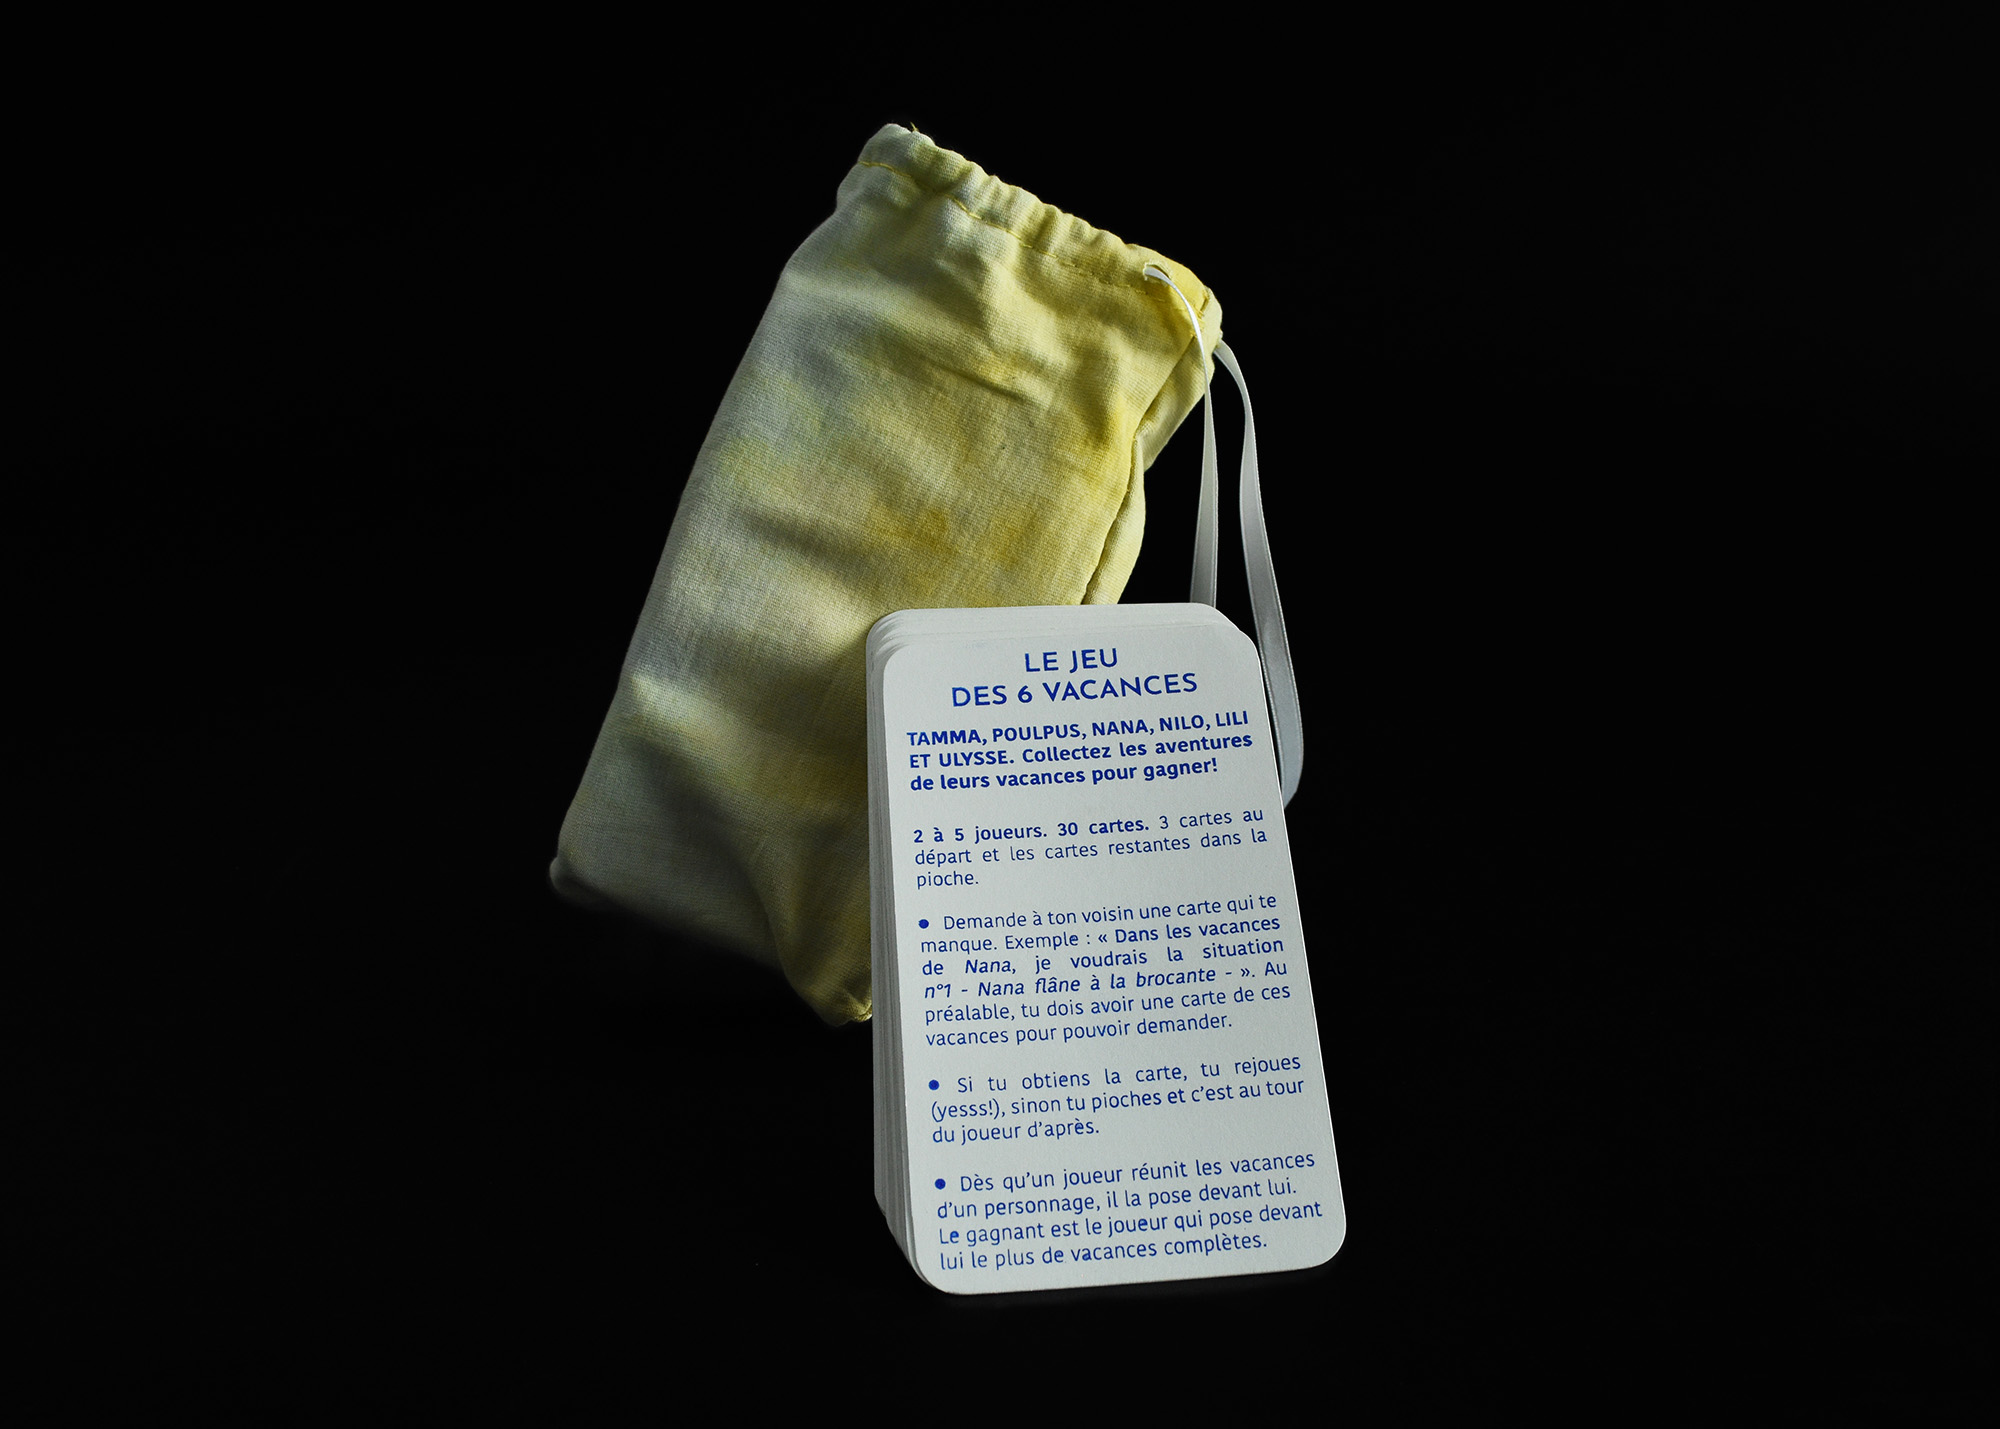 LE JEU
DES 6 VACANCES
TAMMA, POULPUS, NANA, NILO, LILI
ET ULYSSE. Collectez les aventures
de leurs vacances pour gagner!
2 à 5 joueurs. 30 cartes. 3 cartes au
départ et les cartes restantes dans la
pioche.
● Demande à ton voisin une carte qui te
manque. Exemple : « Dans les vacances
de Nana, je voudrais la situation
n°1 - Nana flâne à la brocante - ». Au
préalable, tu dois avoir une carte de ces
vacances pour pouvoir demander.
● Si tu obtiens la carte, tu rejoues
(yesss!), sinon tu pioches et c'est au tour
du joueur d'après.
● Dès qu'un joueur réunit les vacances
d'un personnage, il la pose devant lui.
Le gagnant est le joueur qui pose devant
lui le plus de vacances complètes.